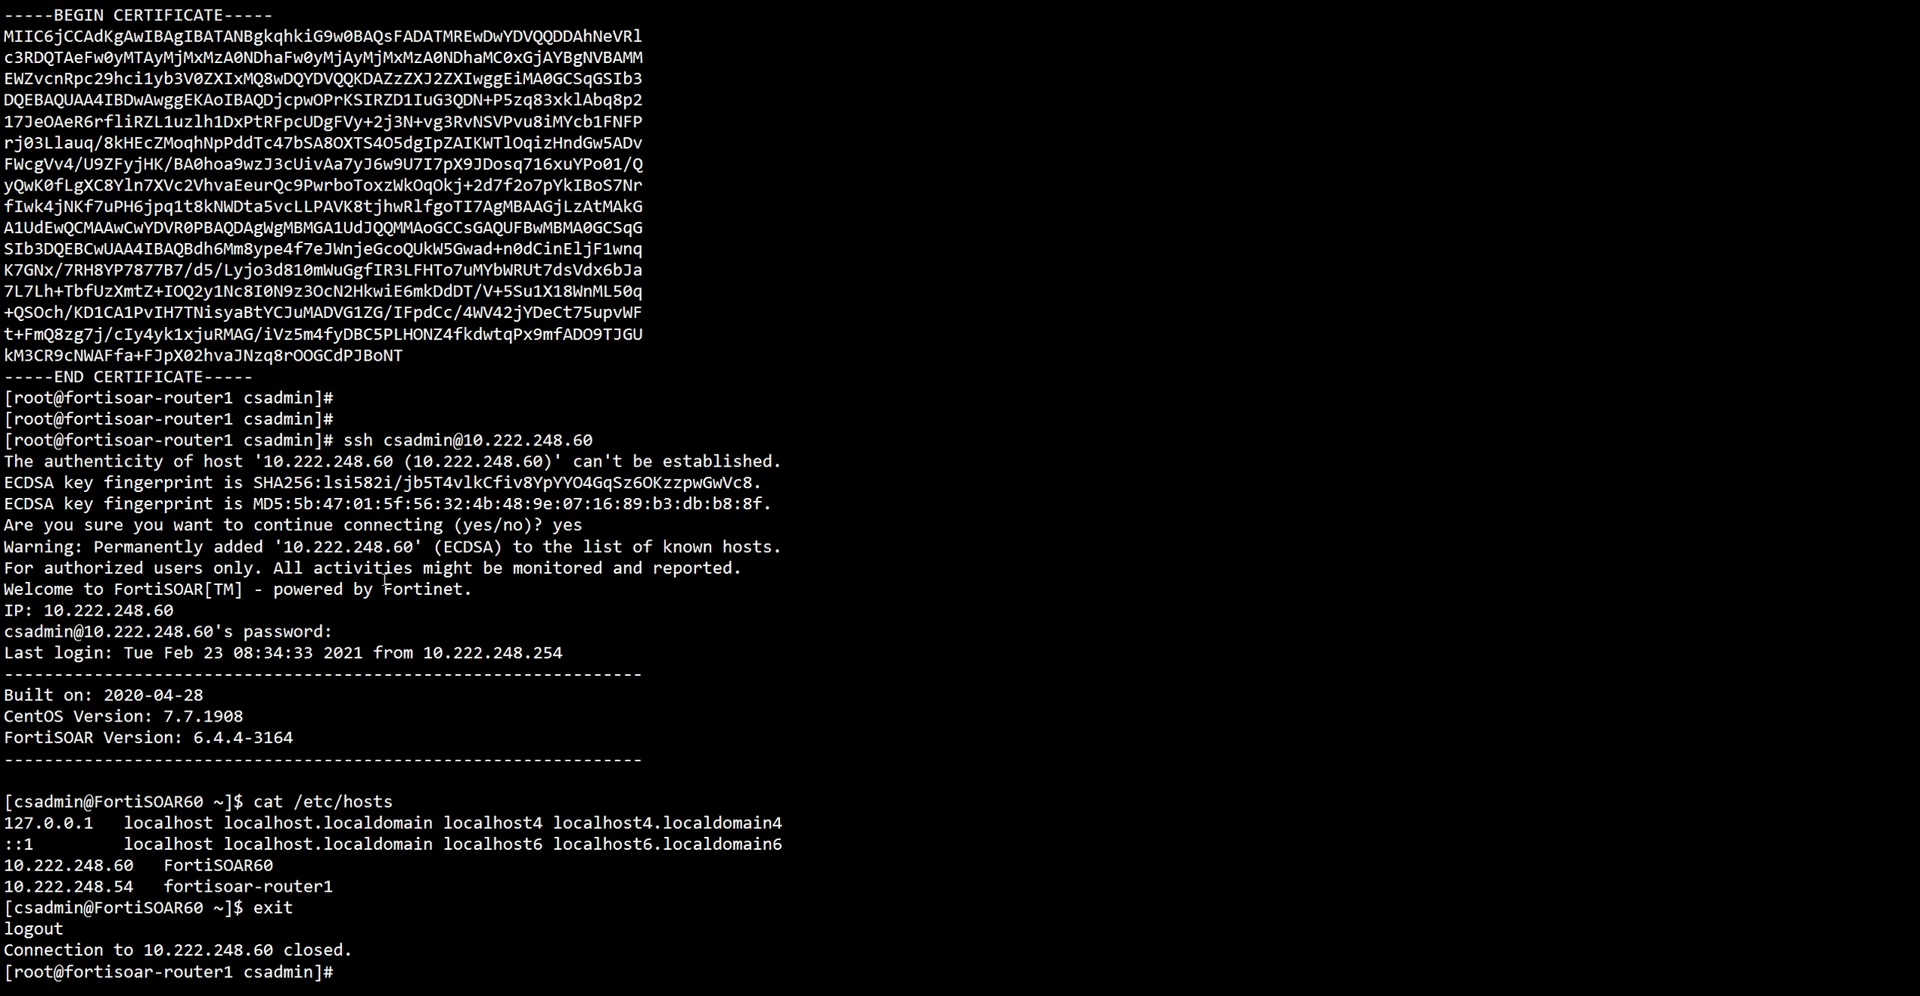 -----BEGIN CERTIFICATE-----
MIIC6jCCAdKgAwIBAgIBATANBgkqhkiG9w0BAQsFADATMREwDwYDVQQDDAhNeVRl
c3RDQTAeFw0yMTAyMjMxMzA0NDhaFw0yMjAyMjMxMzA0NDhaMC0xGjAYBgNVBAMM
EWZvcnRpc29hci1yb3V0ZXIxMQ8wDQYDVQQKDAZzZXJ2ZXIwggEiMA0GCSqGSIb3
DQEBAQUAA4IBDwAwggEKAoIBAQDjcpwOPrKSIRZD1IuG3QDN+P5zq83xklAbq8p2
17JeOAeR6rfliRZL1uzlh1DxPtRFpcUDgFVy+2j3N+vg3RvNSVPvu8iMYcb1FNFP
rj03Llauq/8kHEcZMoqhNpPddTc47bSA8OXTS4O5dgIpZAIKWTlOqizHndGw5ADv
FWcgVv4/U9ZFyjHK/BA0hoa9wzJ3cUivAa7yJ6w9U7I7pX9JDosq716xuYPo01/Q
yQwK0fLgXC8Yln7XVc2VhvaEeurQc9PwrboToxzWkOqOkj+2d7f2o7pYkIBoS7Nr
fIwk4jNKf7uPH6jpq1t8kNWDta5vcLLPAVK8tjhwRlfgoTI7AgMBAAGjLzAtMAkG
A1UdEwQCMAAwCwYDVR0PBAQDAgWgMBMGA1UdJQQMMAoGCCsGAQUFBwMBMA0GCSqG
SIb3DQEBCwUAA4IBAQBdh6Mm8ype4f7eJWnjeGcoQUkW5Gwad+n0dCinEljF1wnq
K7GNx/7RH8YP7877B7/d5/Lyjo3d810mWuGgfIR3LFHTo7uMYbWRUt7dsVdx6bJa
7L7Lh+TbfUzXmtZ+IOQ2y1Nc8I0N9z3OcN2HkwiE6mkDdDT/V+5Su1X18WnML50q
+QSOch/KD1CA1PvIH7TNisyaBtYCJuMADVG1ZG/IFpdCc/4WV42jYDeCt75upvWF
t+FmQ8zg7j/cIy4yk1xjuRMAG/iVz5m4fyDBC5PLHONZ4fkdwtqPx9mfADO9TJGU
kM3CR9cNWAFfa+FJpX02hvaJNzq8rOOGCdPJBoNT
-----END CERTIFICATE-----
[root@fortisoar-router1 csadmin]#
[root@fortisoar-router1 csadmin]#
[root@fortisoar-router1 csadmin]# ssh csadmin@10.222.248.60
The authenticity of host '10.222.248.60 (10.222.248.60)' can't be established.
ECDSA key fingerprint is SHA256:lsi582i/jb5T4vlkCfiv8YpYYO4GqSz6OKzzpwGwVc8.
ECDSA key fingerprint is MD5:5b:47:01:5f:56:32:4b:48:9e:07:16:89:b3:db:b8:8f.
Are you sure you want to continue connecting (yes/no)? yes
Warning: Permanently added '10.222.248.60' (ECDSA) to the list of known hosts.
For authorized users only. All activities might be monitored and reported.
Welcome to FortiSOAR[TM] - powered by Fortinet.
IP: 10.222.248.60
csadmin@10.222.248.60's password:
Last login: Tue Feb 23 08:34:33 2021 from 10.222.248.254
----------------------------------------------------------------
Built on: 2020-04-28
CentOS Version: 7.7.1908
FortiSOAR Version: 6.4.4-3164
----------------------------------------------------------------
[csadmin@FortiSOAR60 ~]$ cat /etc/hosts
127.0.0.1   localhost localhost.localdomain localhost4 localhost4.localdomain4
::1         localhost localhost.localdomain localhost6 localhost6.localdomain6
10.222.248.60   FortiSOAR60
10.222.248.54   fortisoar-router1
[csadmin@FortiSOAR60 ~]$ exit
logout
Connection to 10.222.248.60 closed.
[root@fortisoar-router1 csadmin]#